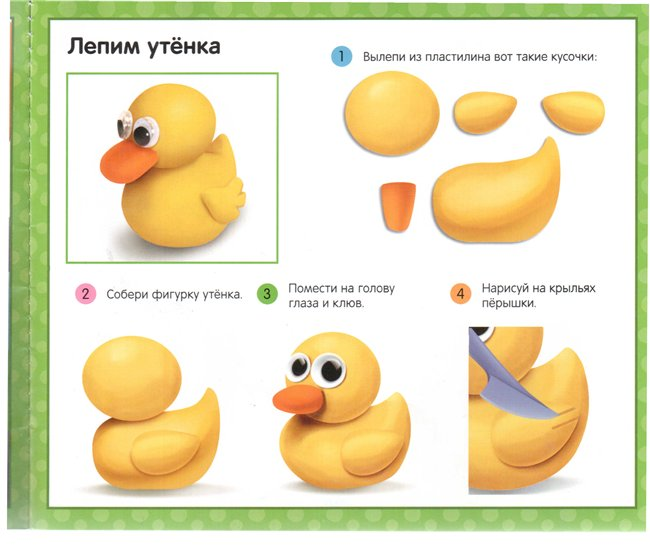 Лепим утёнка
1 Вылепи из пластилина вот такие кусочки:
2 Собери фигурку утёнка.
3 Помести на голову
глаза и клюв.
4 Нарисуй на крыльях
пёрышки.